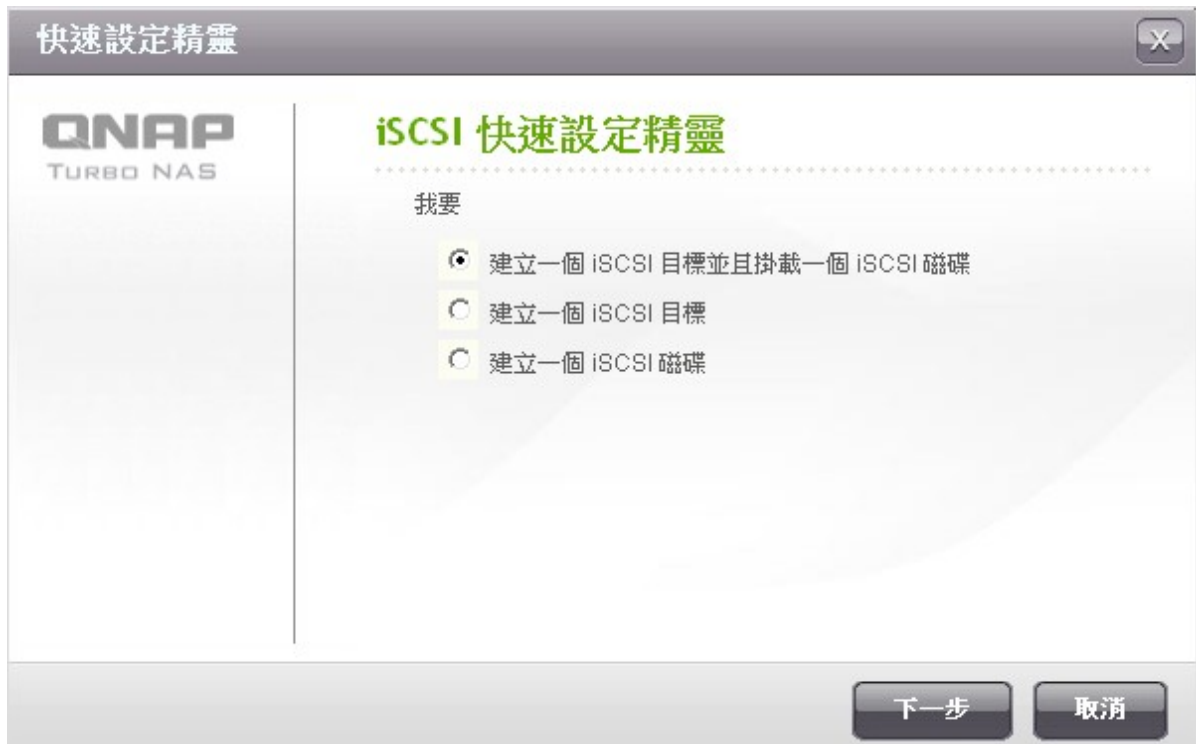 快速設定精靈
X
QNAP
TURBO NAS
iSCSI 快速設定精靈
我要
建立一個 iSCSI 目標並且掛載一個 iSCSI 磁碟
建立一個 iSCSI 目標
建立一個 iSCSI 磁碟
下一步
取消